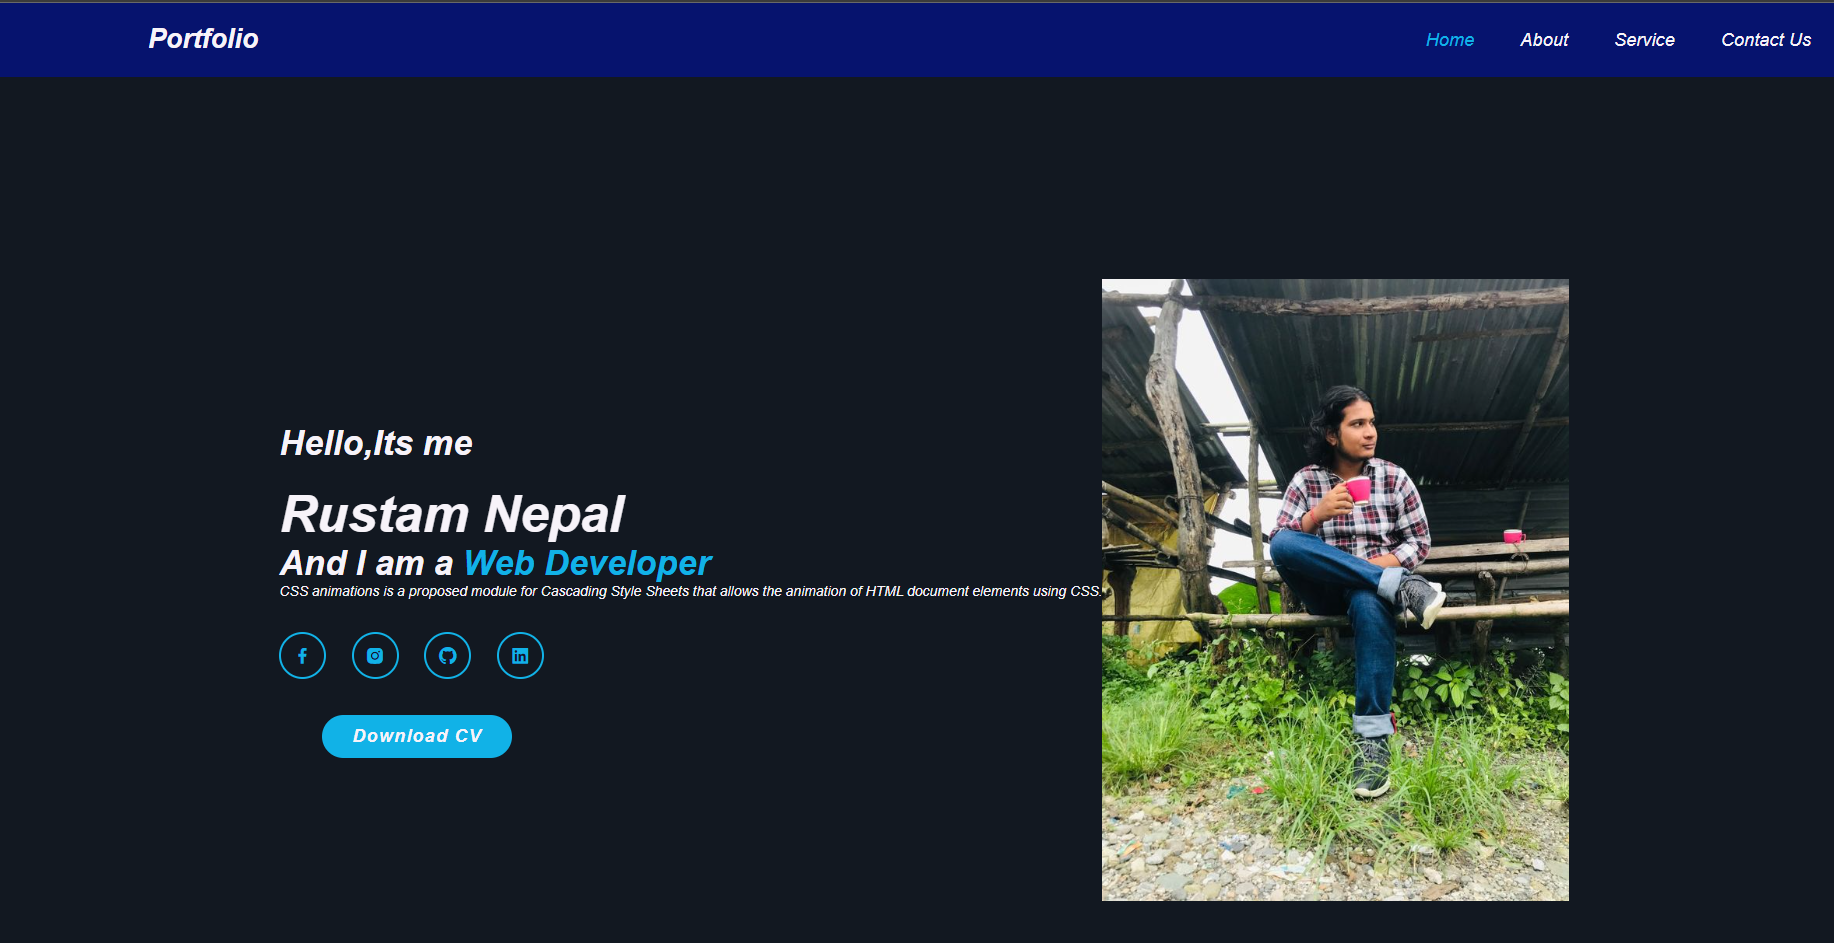 Portfolio
Home About Service Contact Us
Hello,Its me
Rustam Nepal
And I am a Web Developer
CSS animations is a proposed module for Cascading Style Sheets that allows the animation of HTML document elements using CSS.
Download CV